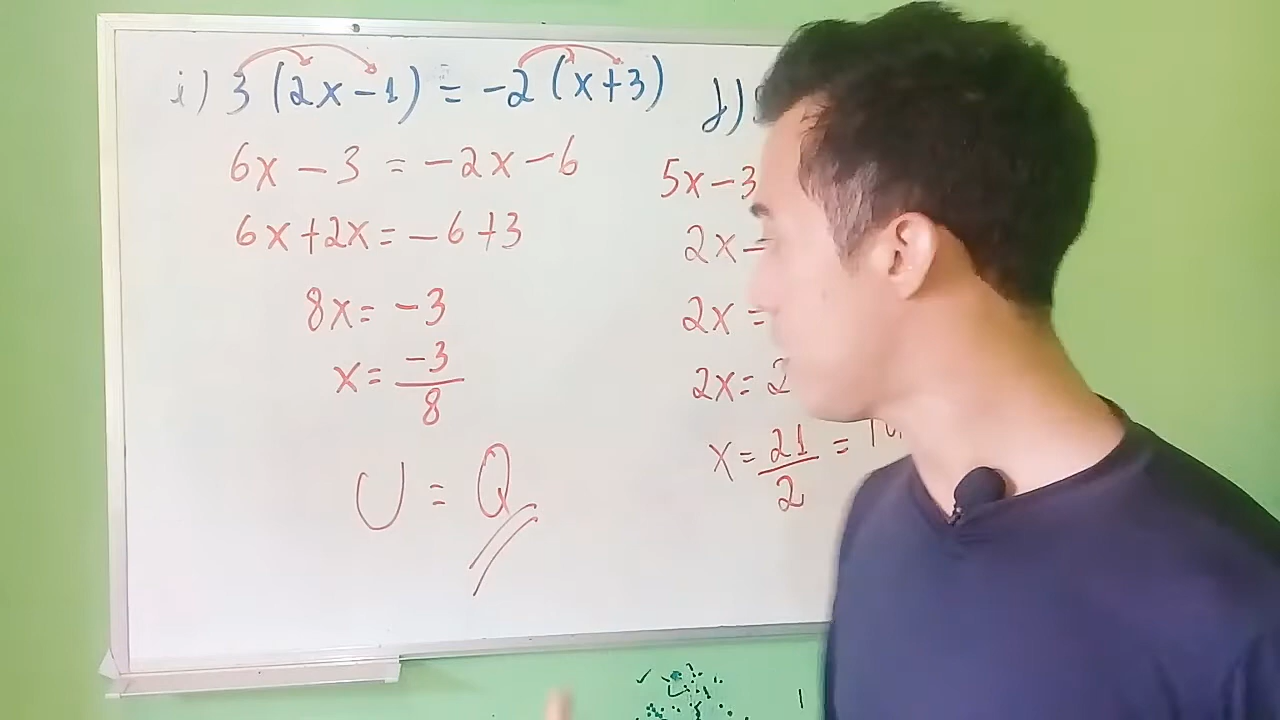 i) 3 (2x - 1) = -2 (x+3)
6x - 3 = -2x - 6
6x+2x = -6+3
8x = -3
x = -3/8
U = Q
j)
5x - 3
2x =
2x =
2x = 2
x = 21/2 =